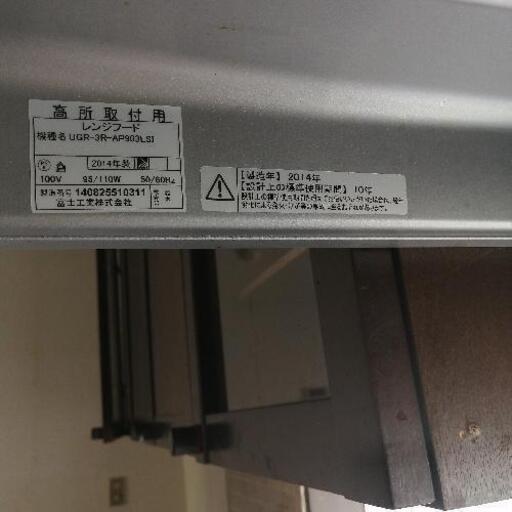 高所取付用
レンジフード
機種名 UGR-3R-AP903LSI
2014年製
100V 95/110W 50/60Hz
製造番号 140825510311
富士工業株式会社
【製造年】2014年
【設計上の標準使用期間】10年